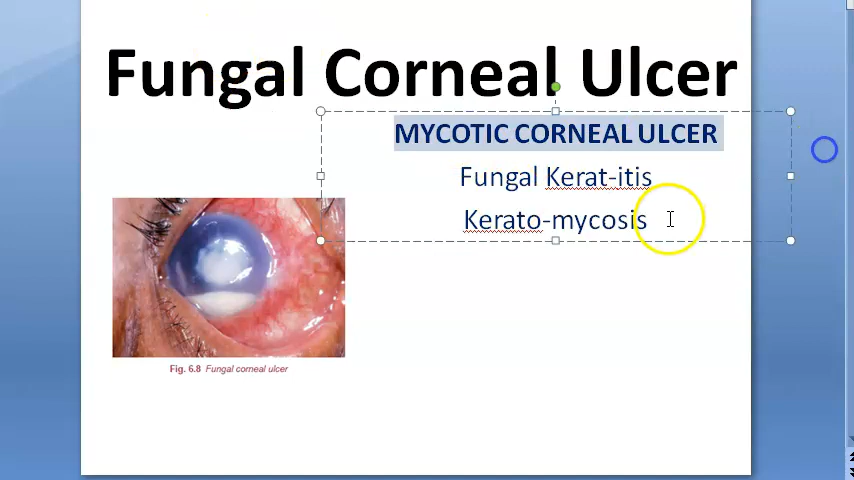 Fungal Corneal Ulcer
MYCOTIC CORNEAL ULCER
Fungal Kerat-itis
Kerato-mycosis
Fig. 6.8 Fungal corneal ulcer